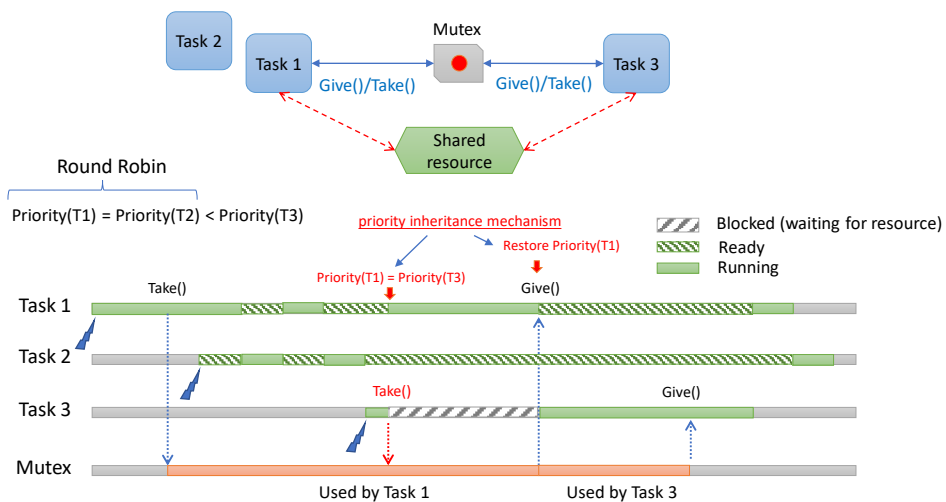 Task 2
Task 1
Mutex
Task 3
Give()/Take()
Give()/Take()
Shared
resource
Round Robin
Priority(T1) = Priority(T2) < Priority(T3)
priority inheritance mechanism
Restore Priority(T1)
Priority(T1) = Priority(T3)
Blocked (waiting for resource)
Ready
Running
Take()
Give()
Task 1
Task 2
Take()
Give()
Task 3
Mutex
Used by Task 1
Used by Task 3